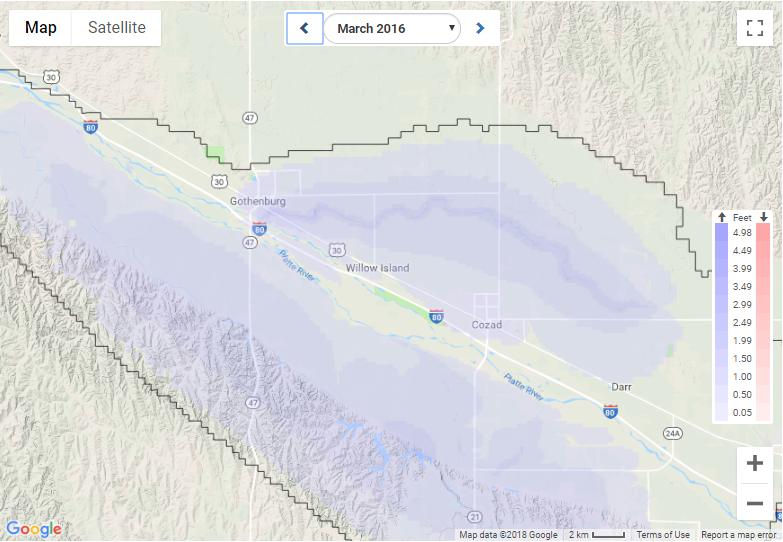 Map Satellite
March 2016
30
80
47
30
Gothenburg
80
47
30
Platte River
Willow Island
80
Cozad
Platte River
Darr
80
47
24A
21
Feet
4.98
4.49
3.99
3.49
2.99
2.49
1.99
1.50
1.00
0.50
0.05
Google
Map data ©2018 Google 2 km Terms of Use Report a map error